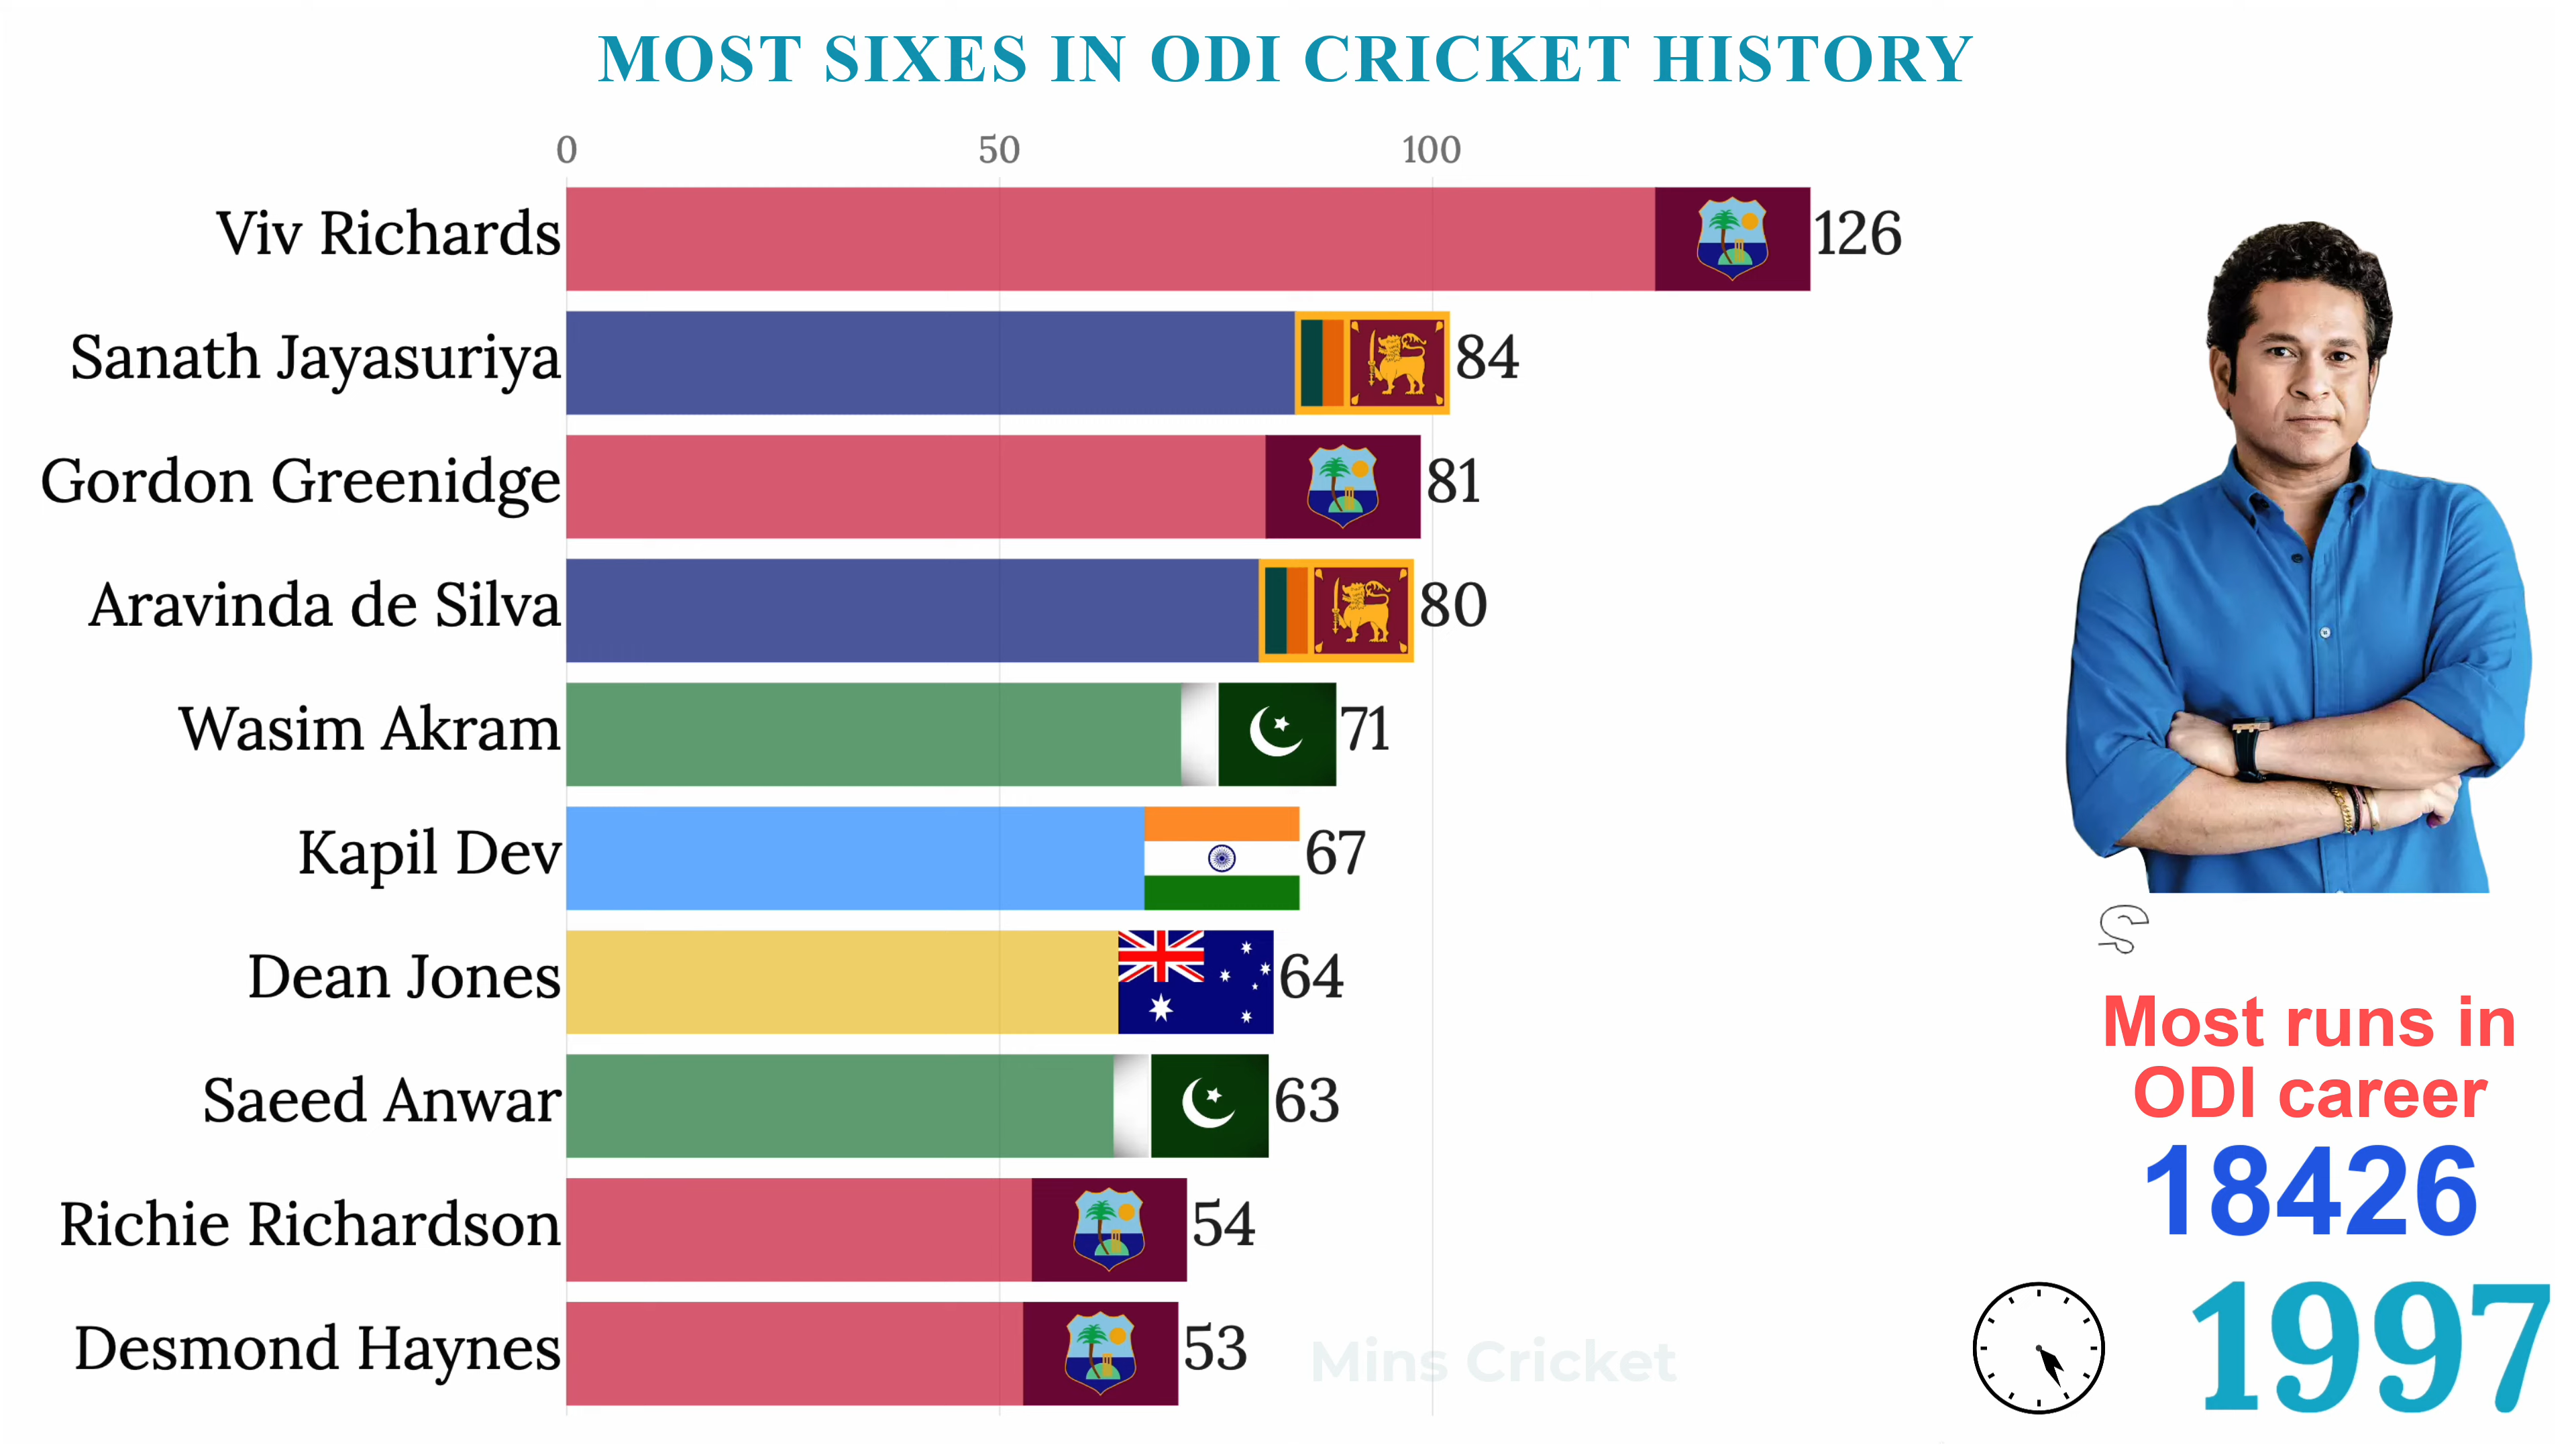 MOST SIXES IN ODI CRICKET HISTORY
0 50 100
Viv Richards 126
Sanath Jayasuriya 84
Gordon Greenidge 81
Aravinda de Silva 80
Wasim Akram 71
Kapil Dev 67
Dean Jones 64
Saeed Anwar 63
Richie Richardson 54
Desmond Haynes 53
Mins Cricket
S
Most runs in
ODI career
18426
1997